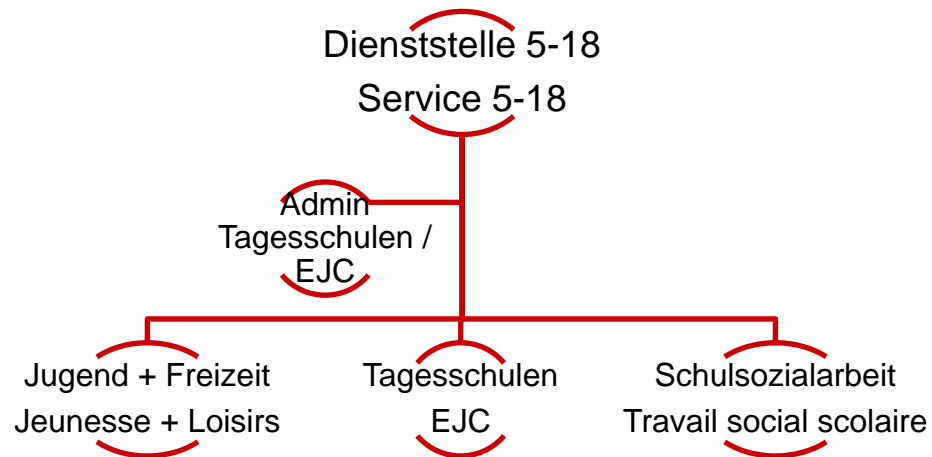 Dienststelle 5-18
Service 5-18
Admin
Tagesschulen /
EJC
Jugend + Freizeit
Jeunesse + Loisirs
Tagesschulen
EJC
Schulsozialarbeit
Travail social scolaire